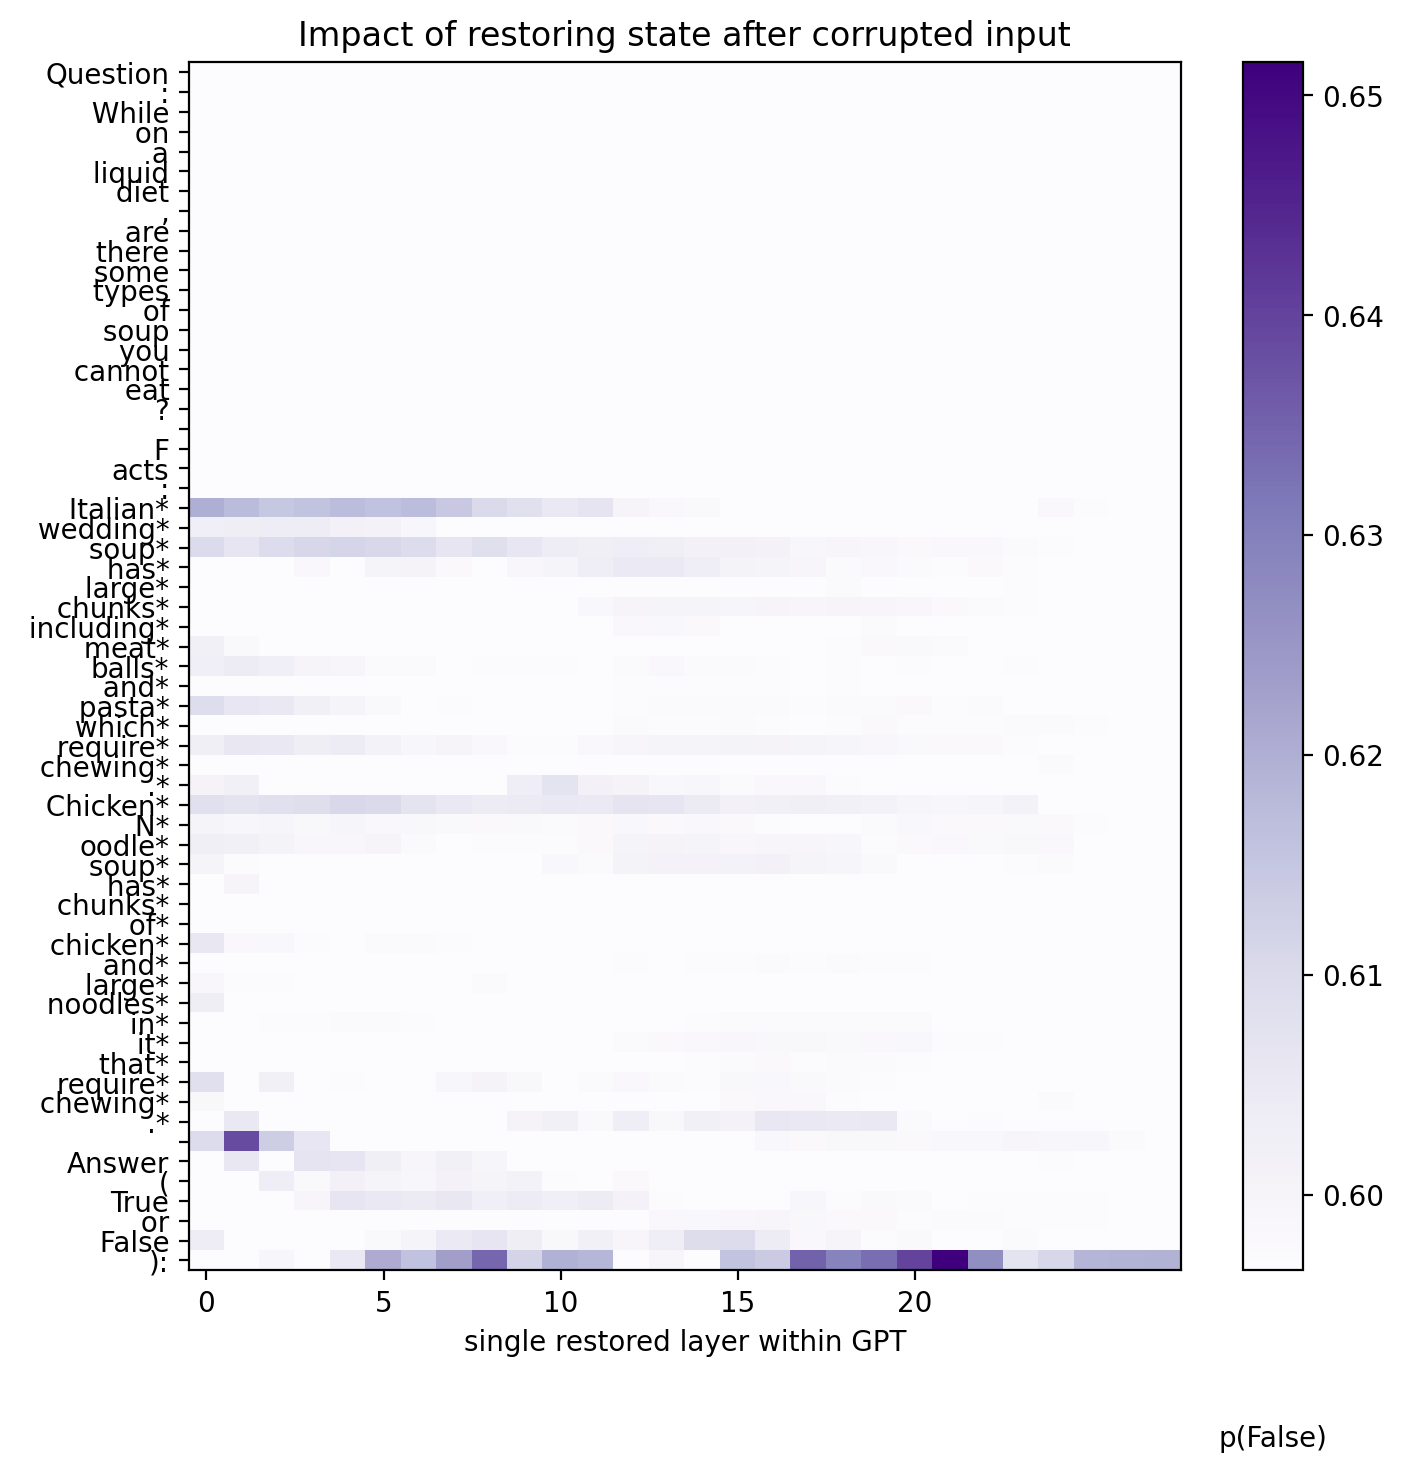 Impact of restoring state after corrupted input
Question
:
While
on
a
liquid
diet
,
are
there
some
types
of
soup
you
cannot
eat
?
F
acts
:
Italian*
wedding*
soup*
has*
large*
chunks*
including*
meat*
balls*
and*
pasta*
which*
require*
chewing*
.*
Chicken*
N*
oodle*
soup*
has*
chunks*
of*
chicken*
and*
large*
noodles*
in*
it*
that*
require*
chewing*
.*
Answer
(
True
or
False
):
0 5 10 15 20
single restored layer within GPT
0.65
0.64
0.63
0.62
0.61
0.60
p(False)